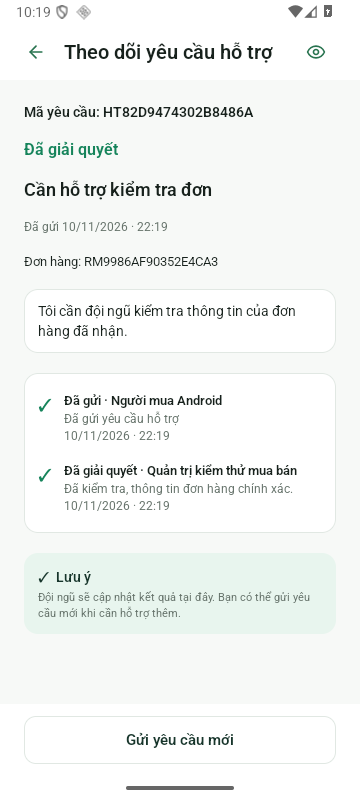 10:19
Theo dõi yêu cầu hỗ trợ
Mã yêu cầu: HT82D9474302B8486A
Đã giải quyết
Cần hỗ trợ kiểm tra đơn
Đã gửi 10/11/2026 · 22:19
Đơn hàng: RM9986AF90352E4CA3
Tôi cần đội ngũ kiểm tra thông tin của đơn
hàng đã nhận.
Đã gửi · Người mua Android
Đã gửi yêu cầu hỗ trợ
10/11/2026 · 22:19
Đã giải quyết · Quản trị kiểm thử mua bán
Đã kiểm tra, thông tin đơn hàng chính xác.
10/11/2026 · 22:19
✓ Lưu ý
Đội ngũ sẽ cập nhật kết quả tại đây. Bạn có thể gửi yêu
cầu mới khi cần hỗ trợ thêm.
Gửi yêu cầu mới